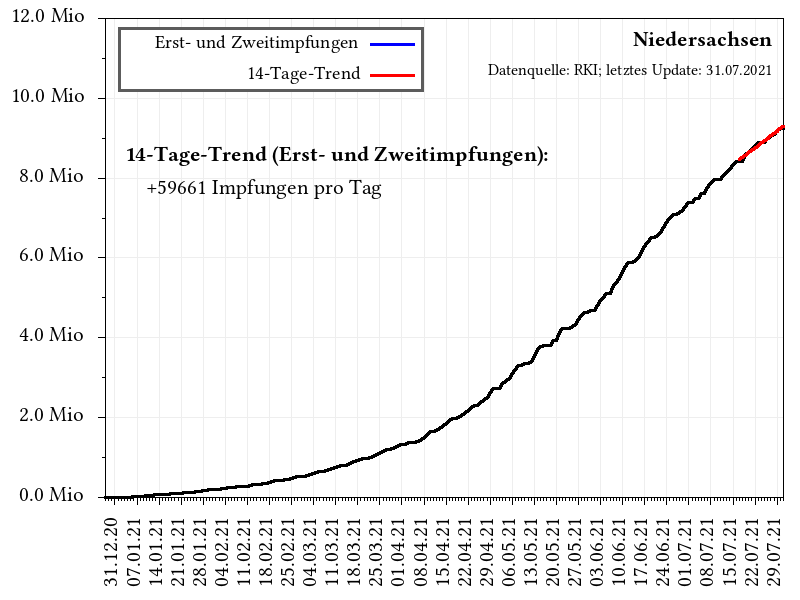 12.0 Mio
10.0 Mio
8.0 Mio
6.0 Mio
4.0 Mio
2.0 Mio
0.0 Mio
Erst- und Zweitimpfungen
14-Tage-Trend
Niedersachsen
Datenquelle: RKI; letztes Update: 31.07.2021
14-Tage-Trend (Erst- und Zweitimpfungen):
+59661 Impfungen pro Tag
31.12.20
07.01.21
14.01.21
21.01.21
28.01.21
04.02.21
11.02.21
18.02.21
25.02.21
04.03.21
11.03.21
18.03.21
25.03.21
01.04.21
08.04.21
15.04.21
22.04.21
29.04.21
06.05.21
13.05.21
20.05.21
27.05.21
03.06.21
10.06.21
17.06.21
24.06.21
01.07.21
08.07.21
15.07.21
22.07.21
29.07.21